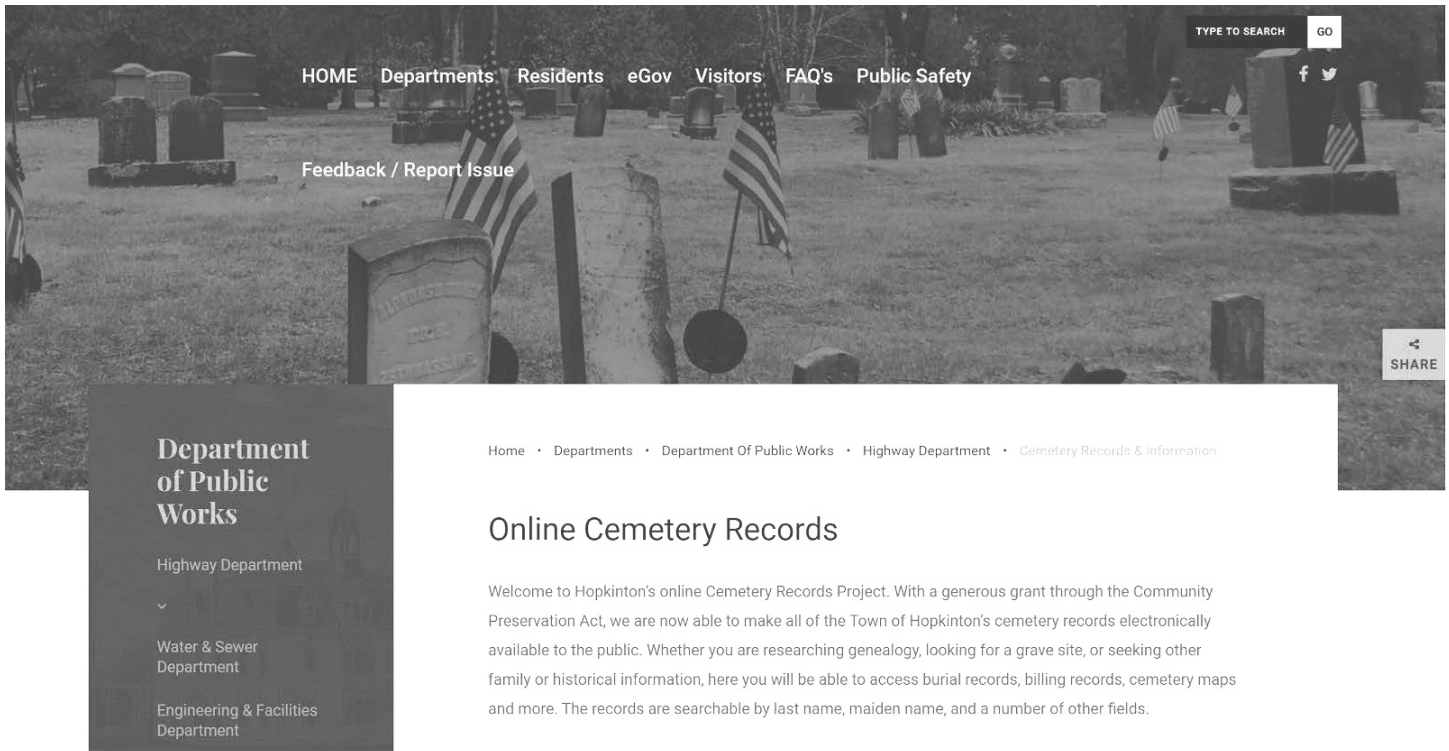 TYPE TO SEARCH GO
HOME Departments Residents eGov Visitors FAQ's Public Safety
Feedback / Report Issue
SHARE
Department
of Public
Works
Highway Department
Water & Sewer
Department
Engineering & Facilities
Department
Home • Departments • Department Of Public Works • Highway Department • Cemetery Records & Information
Online Cemetery Records
Welcome to Hopkinton's online Cemetery Records Project. With a generous grant through the Community
Preservation Act, we are now able to make all of the Town of Hopkinton's cemetery records electronically
available to the public. Whether you are researching genealogy, looking for a grave site, or seeking other
family or historical information, here you will be able to access burial records, billing records, cemetery maps
and more. The records are searchable by last name, maiden name, and a number of other fields.